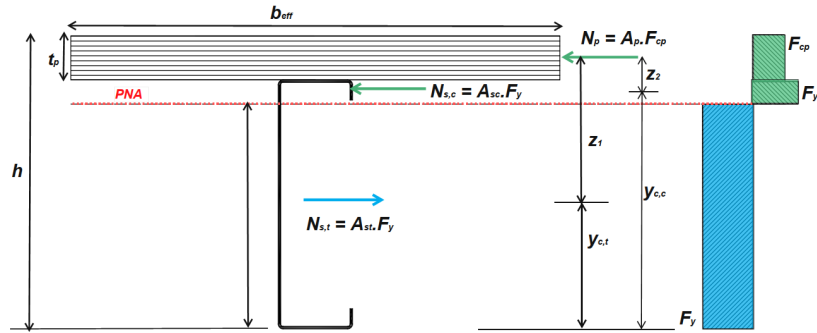 b_eff
N_p = A_p.F_cp
F_cp
t_p
z_2
PNA
N_s,c = A_sc.F_y
F_y
z_1
h
y_c,c
N_s,t = A_st.F_y
y_c,t
F_y